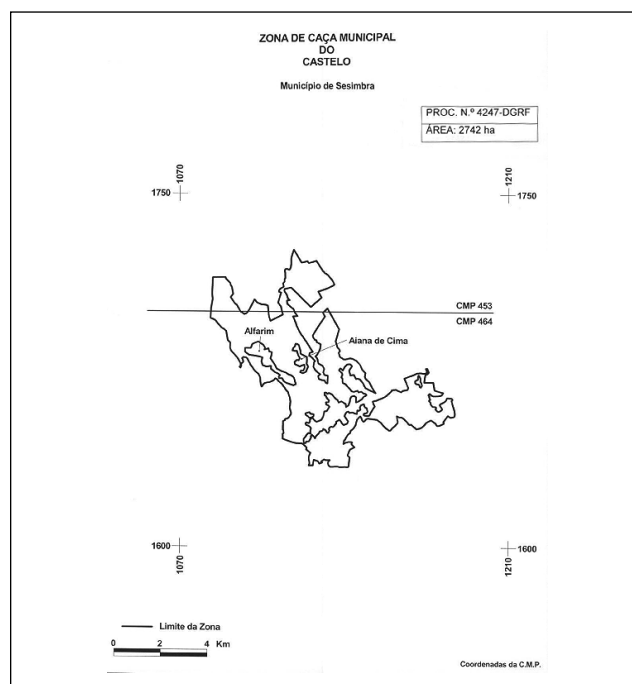 ZONA DE CAÇA MUNICIPAL
DO
CASTELO
Município de Sesimbra
PROC. N.º 4247-DGRF
ÁREA: 2742 ha
1070
1210
1750
1750
CMP 453
CMP 464
Alfarim
Aiana de Cima
1600
1600
1070
1210
Limite da Zona
0 2 4 Km
Coordenadas da C.M.P.